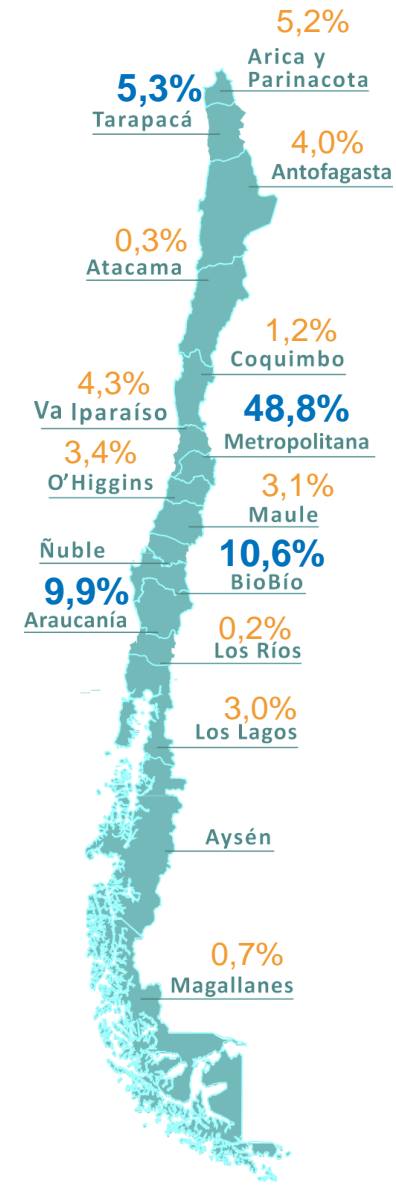 5,2%
Arica y
Parinacota
5,3%
Tarapacá
4,0%
Antofagasta
0,3%
Atacama
1,2%
Coquimbo
4,3%
Va lparaíso
48,8%
Metropolitana
3,4%
O’Higgins
3,1%
Maule
Ñuble
10,6%
BioBío
9,9%
Araucanía
0,2%
Los Ríos
3,0%
Los Lagos
Aysén
0,7%
Magallanes